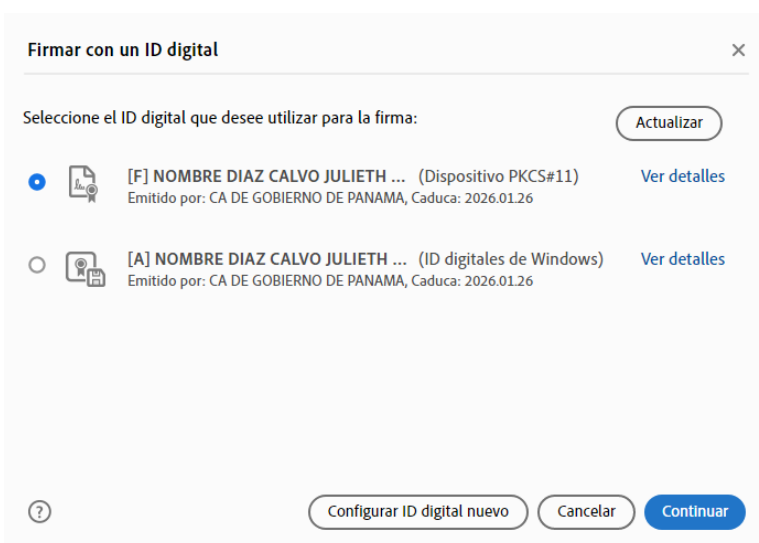 Firmar con un ID digital
Seleccione el ID digital que desee utilizar para la firma:
Actualizar
[F] NOMBRE DIAZ CALVO JULIETH ... (Dispositivo PKCS#11) Ver detalles
Emitido por: CA DE GOBIERNO DE PANAMA, Caduca: 2026.01.26
[A] NOMBRE DIAZ CALVO JULIETH ... (ID digitales de Windows) Ver detalles
Emitido por: CA DE GOBIERNO DE PANAMA, Caduca: 2026.01.26
?
Configurar ID digital nuevo
Cancelar
Continuar